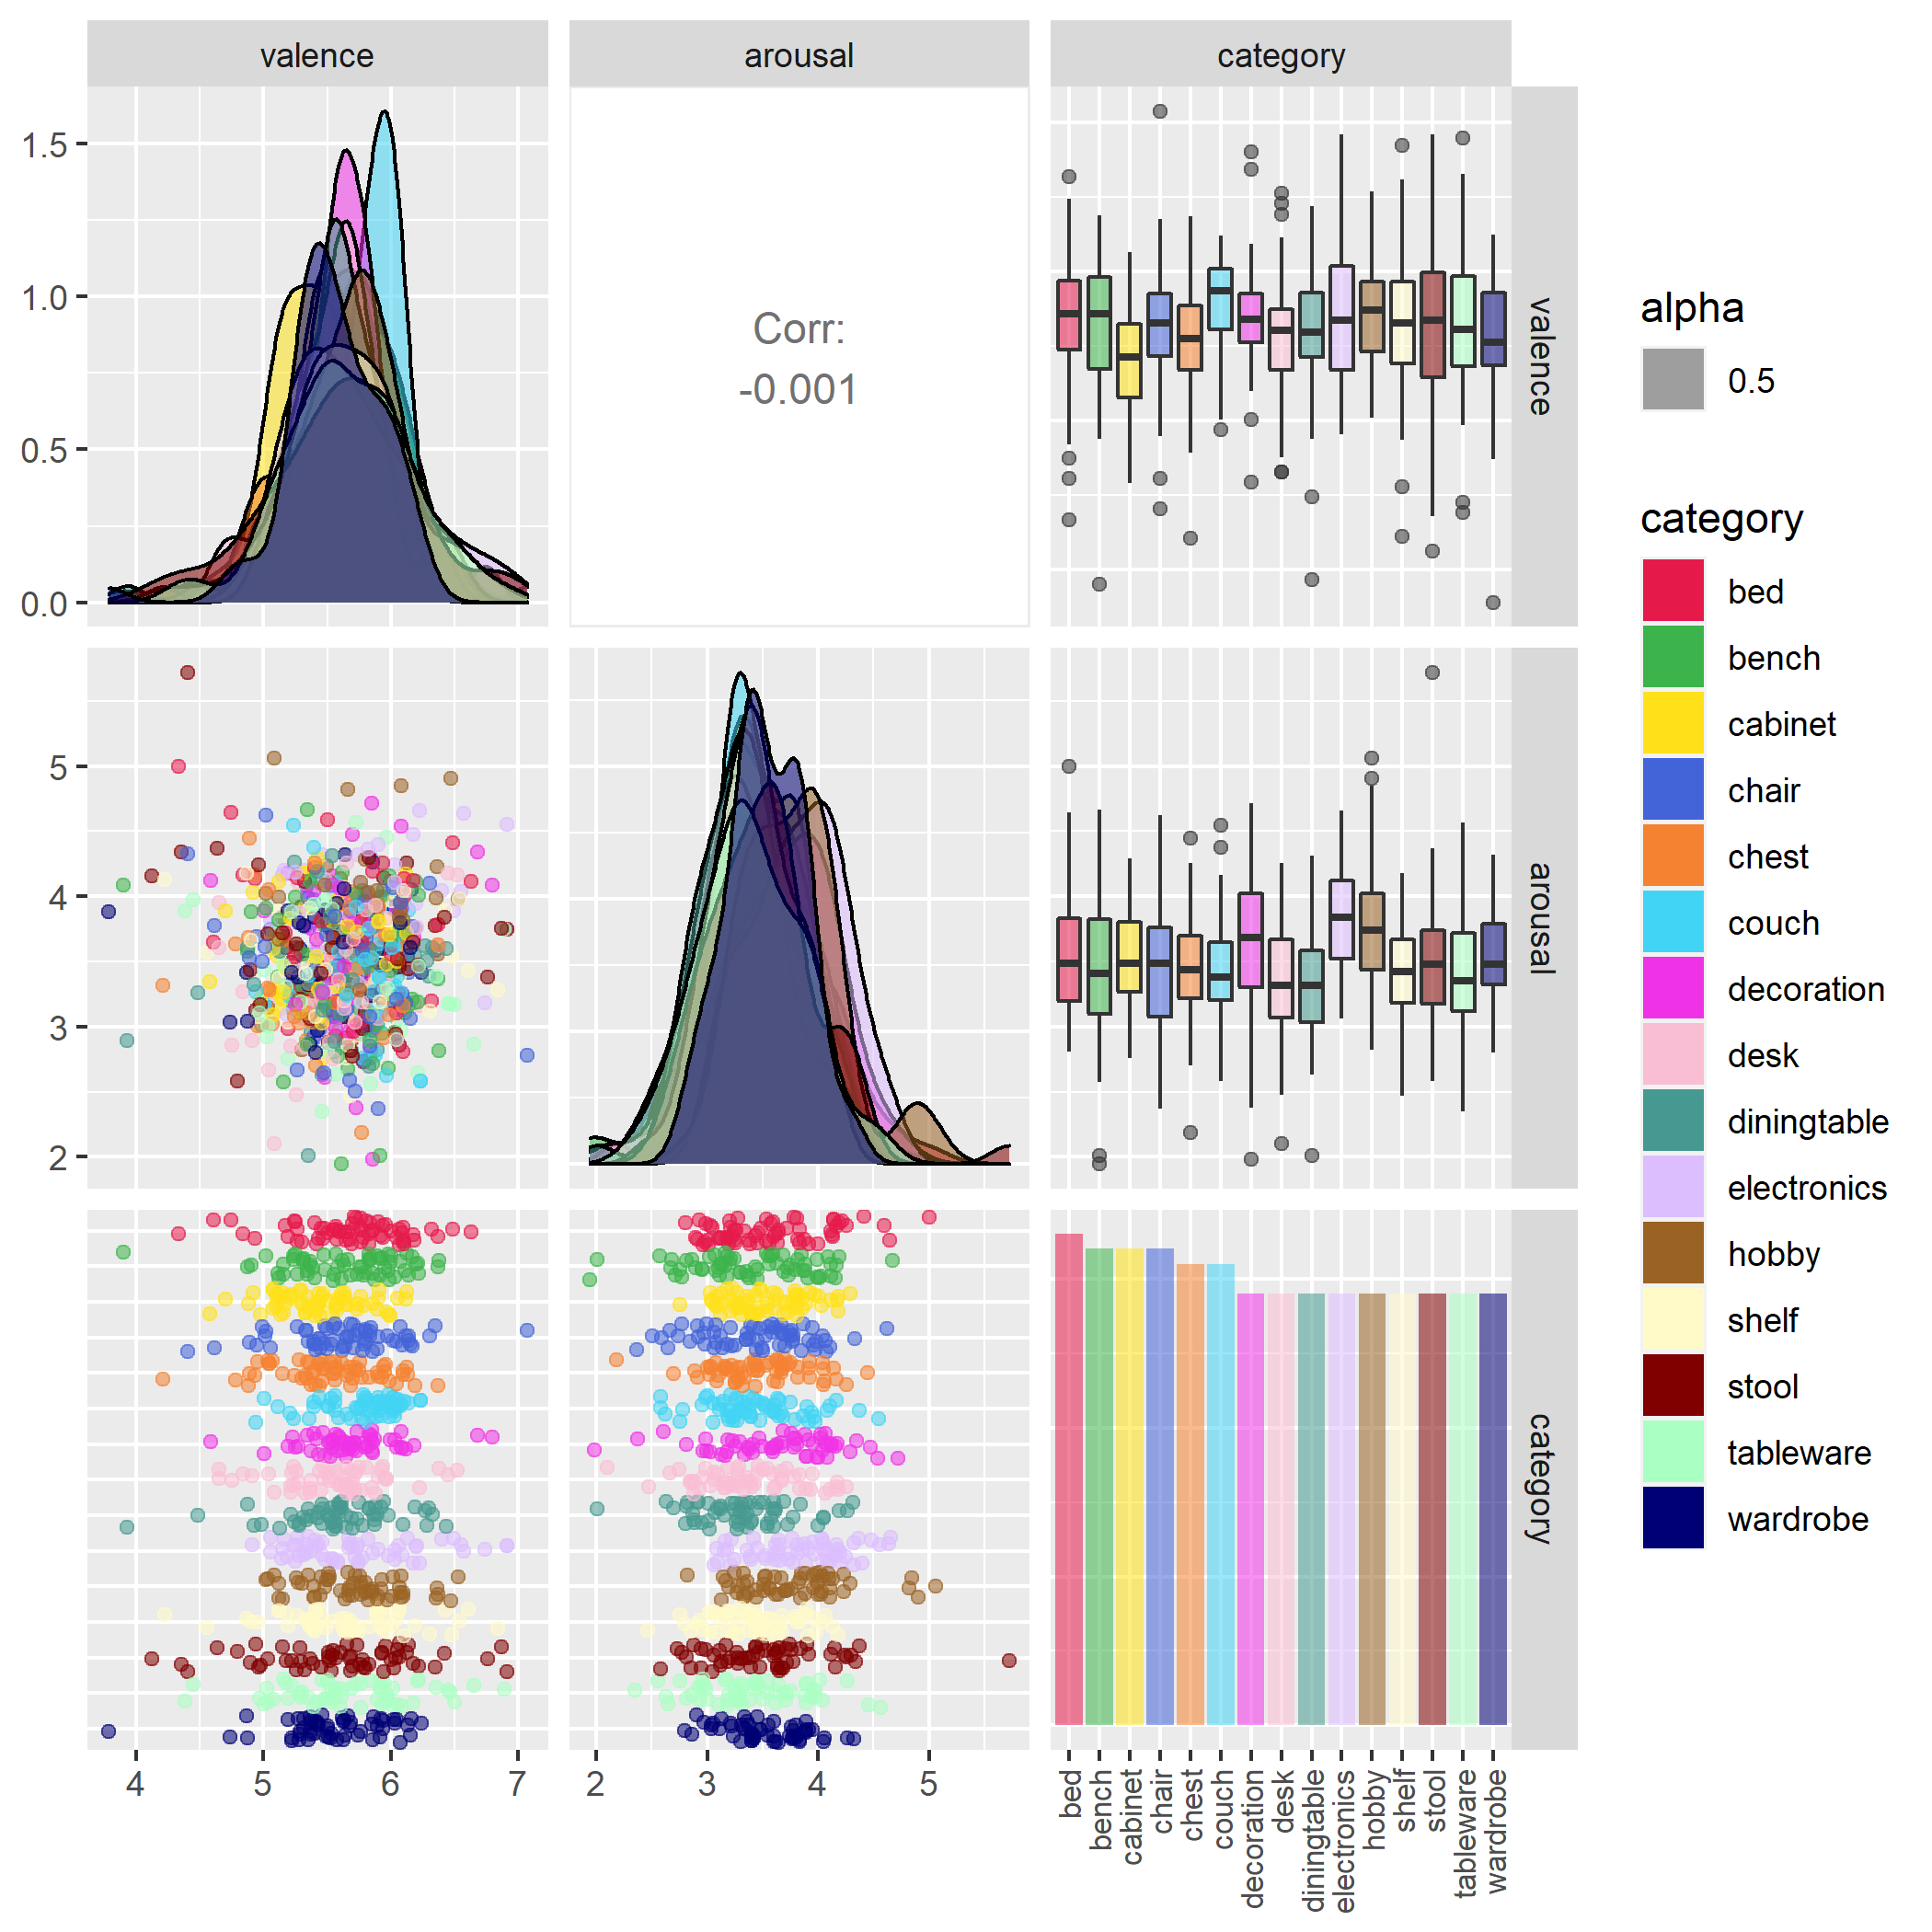 valence
arousal
category
1.5
1.0
0.5
0.0
Corr:
-0.001
valence
5
4
3
2
arousal
category
4
5
6
7
2
3
4
5
bed
bench
cabinet
chair
chest
couch
decoration
desk
diningtable
electronics
hobby
shelf
stool
tableware
wardrobe
alpha
0.5
category
bed
bench
cabinet
chair
chest
couch
decoration
desk
diningtable
electronics
hobby
shelf
stool
tableware
wardrobe